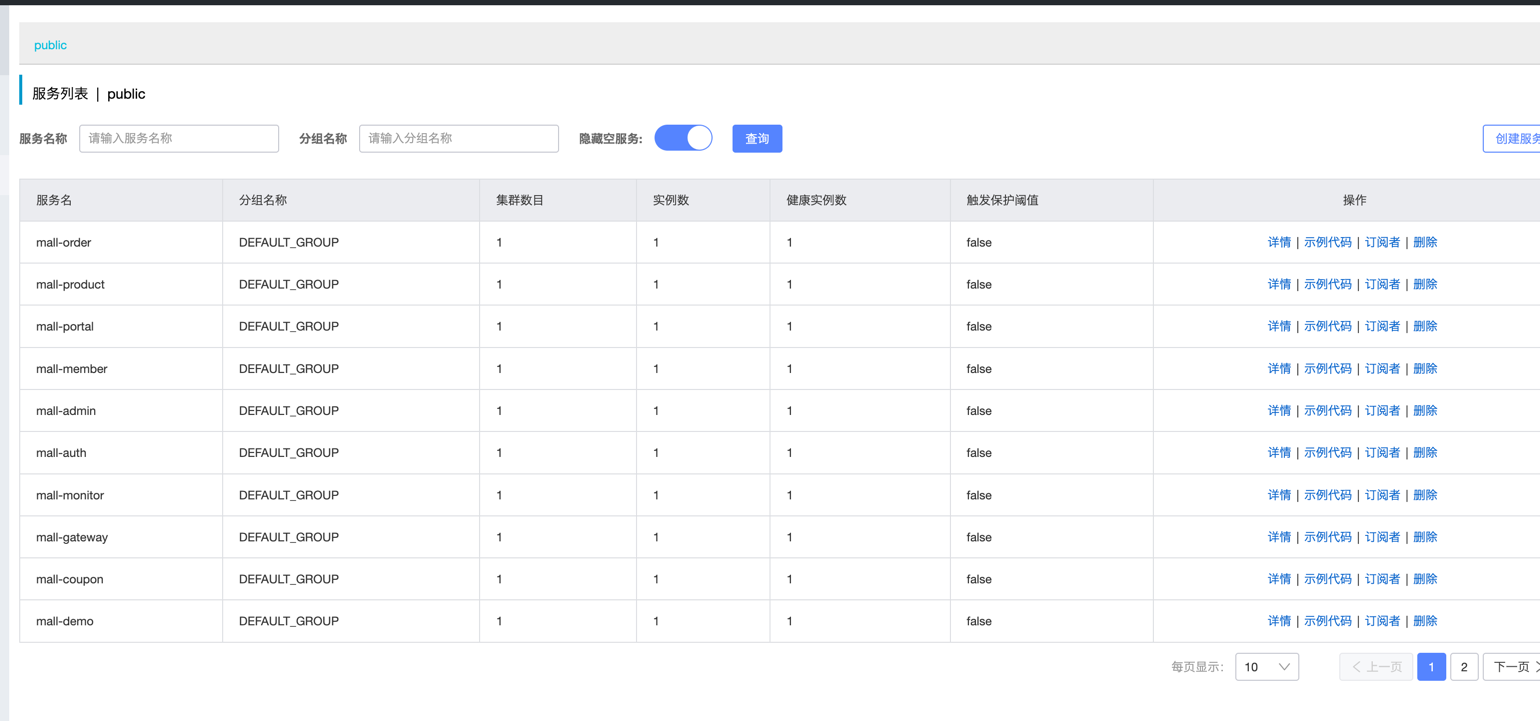 public
服务列表 | public
服务名称 请输入服务名称 分组名称 请输入分组名称 隐藏空服务: 查询 创建服务
服务名 分组名称 集群数目 实例数 健康实例数 触发保护阈值 操作
mall-order DEFAULT_GROUP 1 1 1 false 详情 | 示例代码 | 订阅者 | 删除
mall-product DEFAULT_GROUP 1 1 1 false 详情 | 示例代码 | 订阅者 | 删除
mall-portal DEFAULT_GROUP 1 1 1 false 详情 | 示例代码 | 订阅者 | 删除
mall-member DEFAULT_GROUP 1 1 1 false 详情 | 示例代码 | 订阅者 | 删除
mall-admin DEFAULT_GROUP 1 1 1 false 详情 | 示例代码 | 订阅者 | 删除
mall-auth DEFAULT_GROUP 1 1 1 false 详情 | 示例代码 | 订阅者 | 删除
mall-monitor DEFAULT_GROUP 1 1 1 false 详情 | 示例代码 | 订阅者 | 删除
mall-gateway DEFAULT_GROUP 1 1 1 false 详情 | 示例代码 | 订阅者 | 删除
mall-coupon DEFAULT_GROUP 1 1 1 false 详情 | 示例代码 | 订阅者 | 删除
mall-demo DEFAULT_GROUP 1 1 1 false 详情 | 示例代码 | 订阅者 | 删除
每页显示: 10 上一页 1 2 下一页